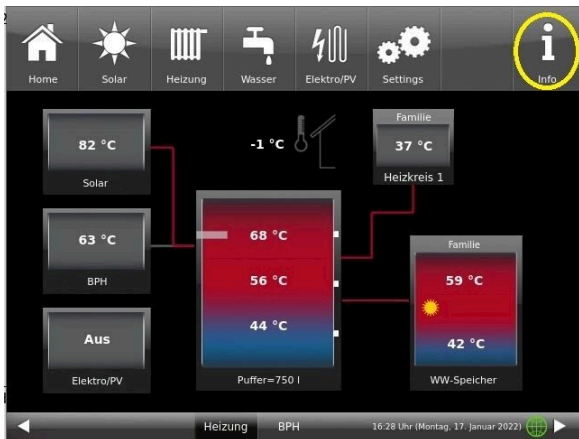 Home Solar Heizung Wasser Elektro/PV Settings Info
82 °C
Solar
-1 °C
Familie
37 °C
Heizkreis 1
63 °C
BPH
68 °C
56 °C
44 °C
Puffer=750 l
Familie
59 °C
42 °C
WW-Speicher
Aus
Elektro/PV
Heizung BPH 16:28 Uhr (Montag, 17. Januar 2022)